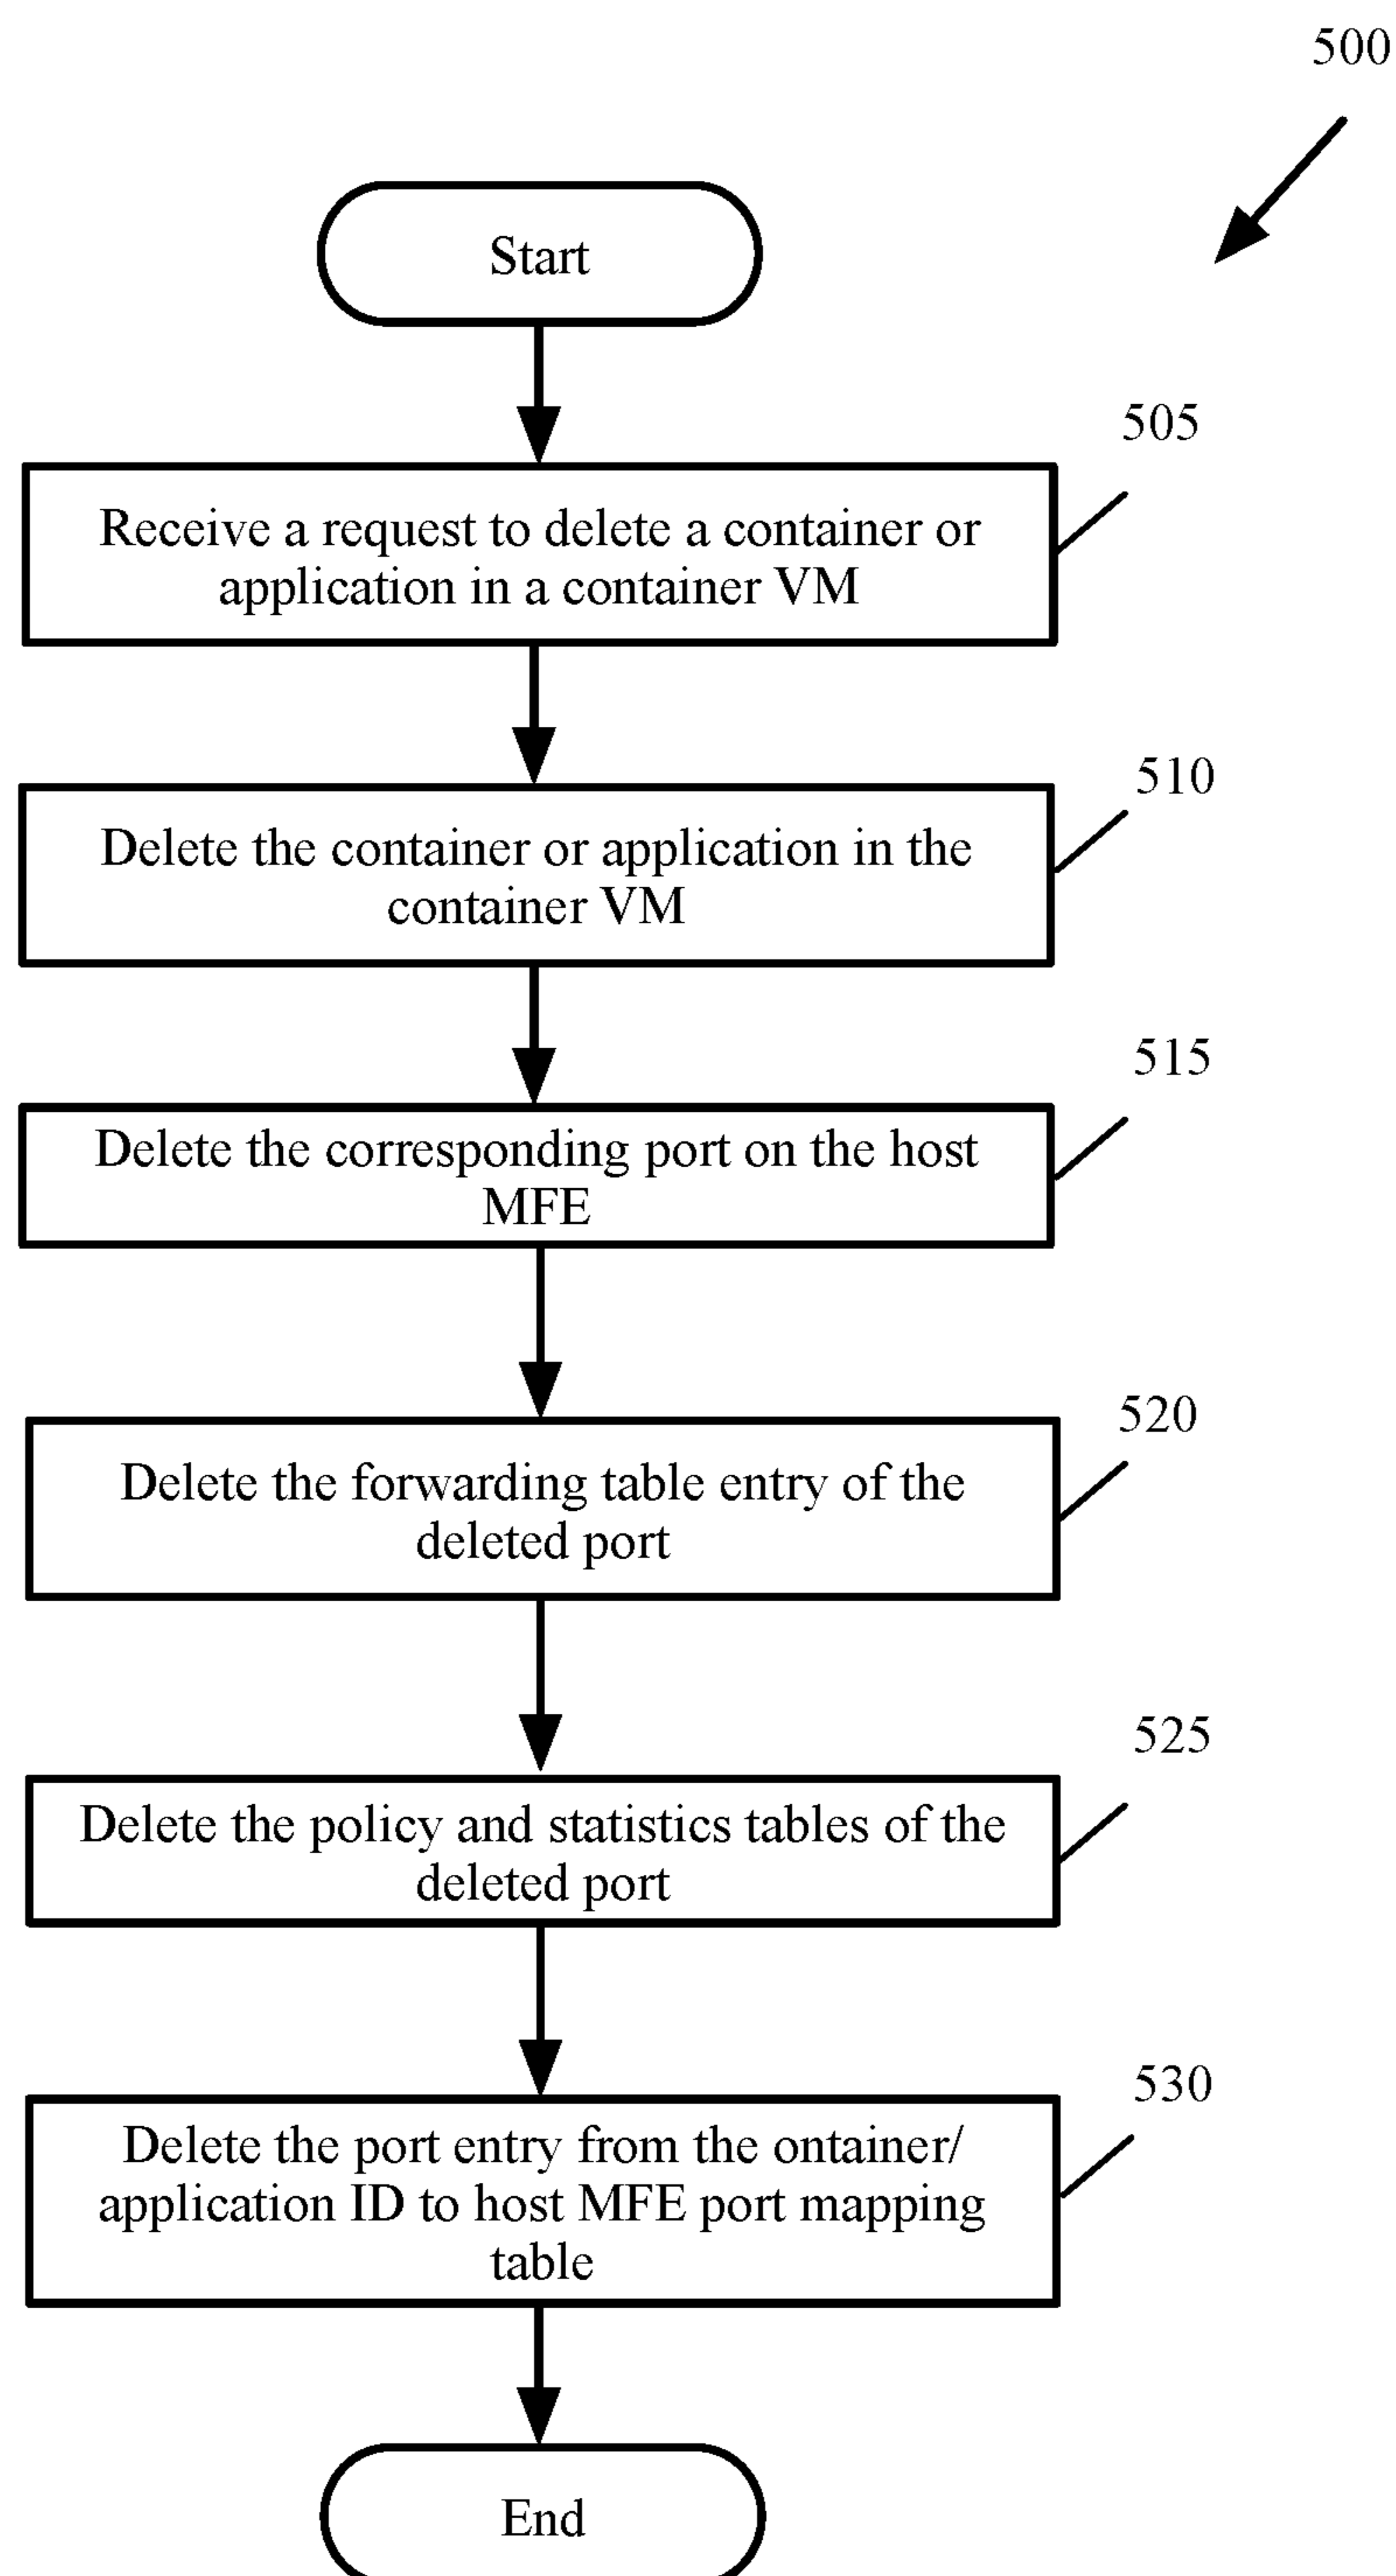 500
Start
505
Receive a request to delete a container or
application in a container VM
510
Delete the container or application in the
container VM
515
Delete the corresponding port on the host
MFE
520
Delete the forwarding table entry of the
deleted port
525
Delete the policy and statistics tables of the
deleted port
530
Delete the port entry from the ontainer/
application ID to host MFE port mapping
table
End